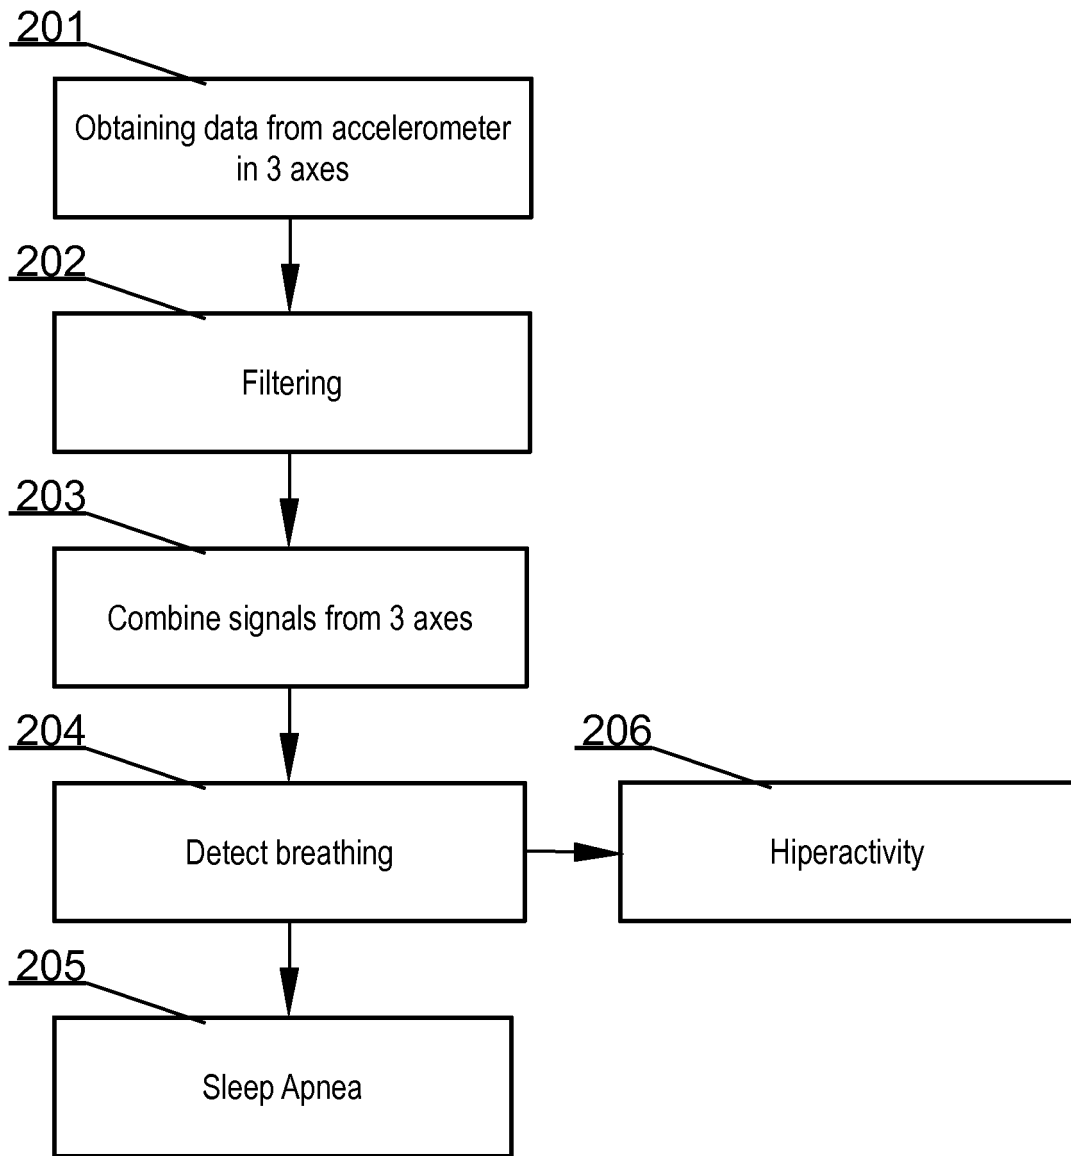 201
Obtaining data from accelerometer
in 3 axes
202
Filtering
203
Combine signals from 3 axes
204
206
Detect breathing
Hiperactivity
205
Sleep Apnea